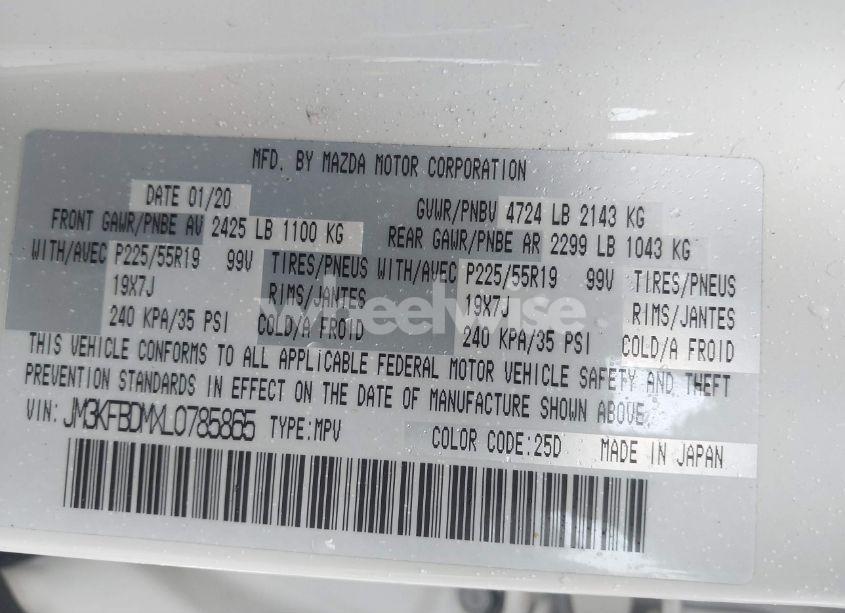 MFD. BY MAZDA MOTOR CORPORATION
DATE 01/20 GVWR/PNBV 4724 LB 2143 KG
FRONT GAWR/PNBE AV 2425 LB 1100 KG REAR GAWR/PNBE AR 2299 LB 1043 KG
WITH/AVEC P225/55R19 99V TIRES/PNEUS WITH/AVEC P225/55R19 99V TIRES/PNEUS
19X7J RIMS/JANTES 19X7J RIMS/JANTES
240 KPA/35 PSI COLD/A FROID 240 KPA/35 PSI COLD/A FROID
wheelwise
THIS VEHICLE CONFORMS TO ALL APPLICABLE FEDERAL MOTOR VEHICLE SAFETY AND THEFT
PREVENTION STANDARDS IN EFFECT ON THE DATE OF MANUFACTURE SHOWN ABOVE.
VIN: JM3KFBDMXL0785865 TYPE:MPV COLOR CODE:25D MADE IN JAPAN